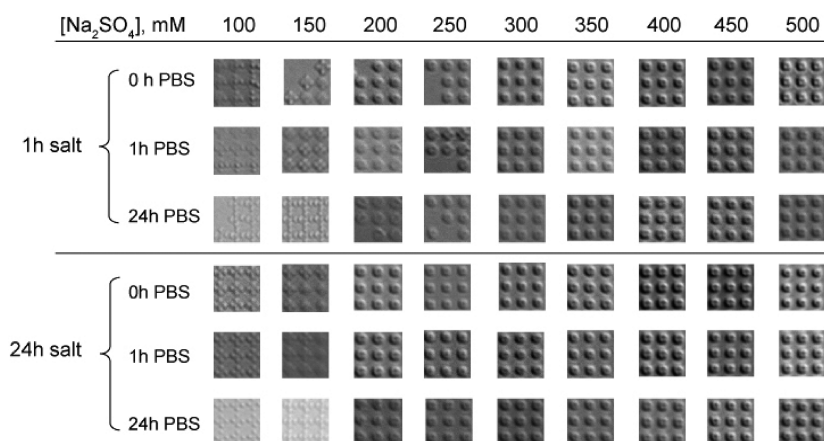 [Na₂SO₄], mM 100 150 200 250 300 350 400 450 500
0 h PBS
1h salt
1h PBS
24h PBS
0h PBS
24h salt
1h PBS
24h PBS